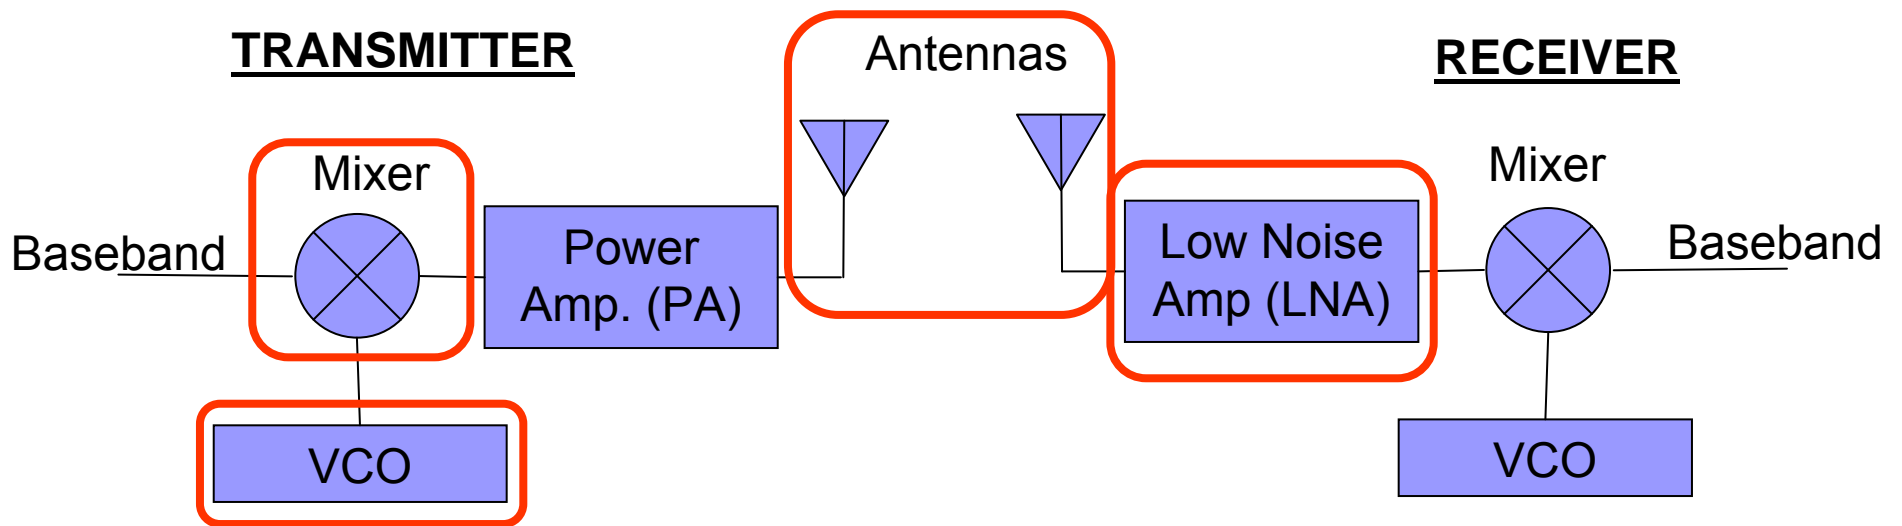 TRANSMITTER
Antennas
RECEIVER
Mixer
Mixer
Baseband
Power
Amp. (PA)
Low Noise
Amp (LNA)
Baseband
VCO
VCO